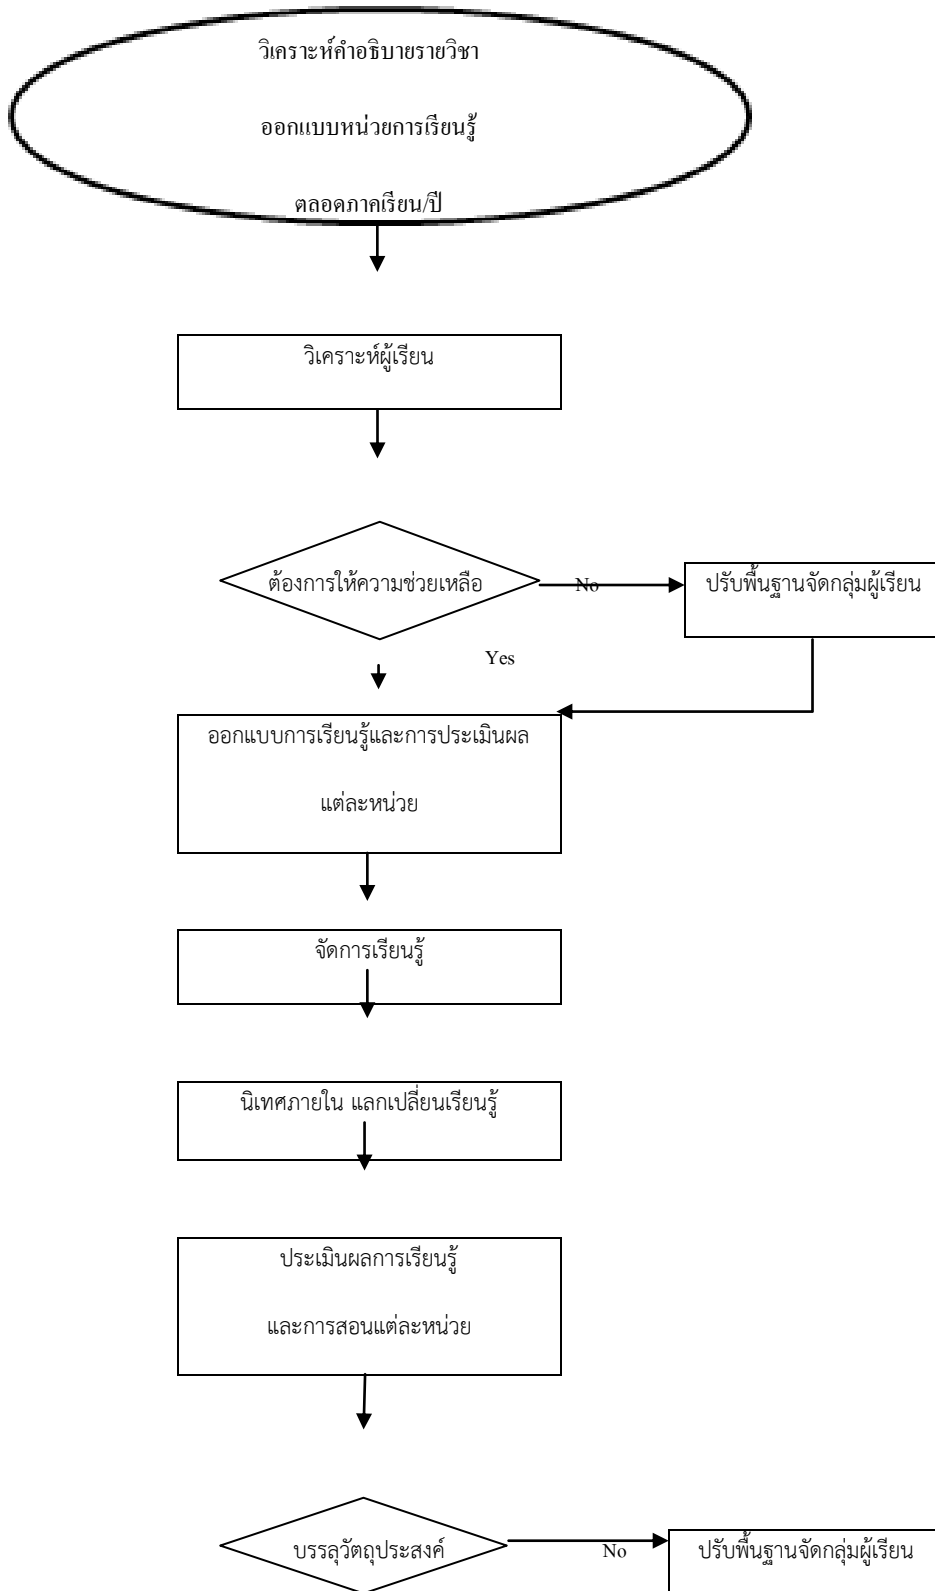 วิเคราะห์คำอธิบายรายวิชา
ออกแบบหน่วยการเรียนรู้
ตลอดภาคเรียน/ปี
วิเคราะห์ผู้เรียน
ต้องการให้ความช่วยเหลือ
No
ปรับพื้นฐานจัดกลุ่มผู้เรียน
Yes
ออกแบบการเรียนรู้และการประเมินผล
แต่ละหน่วย
จัดการเรียนรู้
นิเทศภายใน แลกเปลี่ยนเรียนรู้
ประเมินผลการเรียนรู้
และการสอนแต่ละหน่วย
บรรลุวัตถุประสงค์
No
ปรับพื้นฐานจัดกลุ่มผู้เรียน